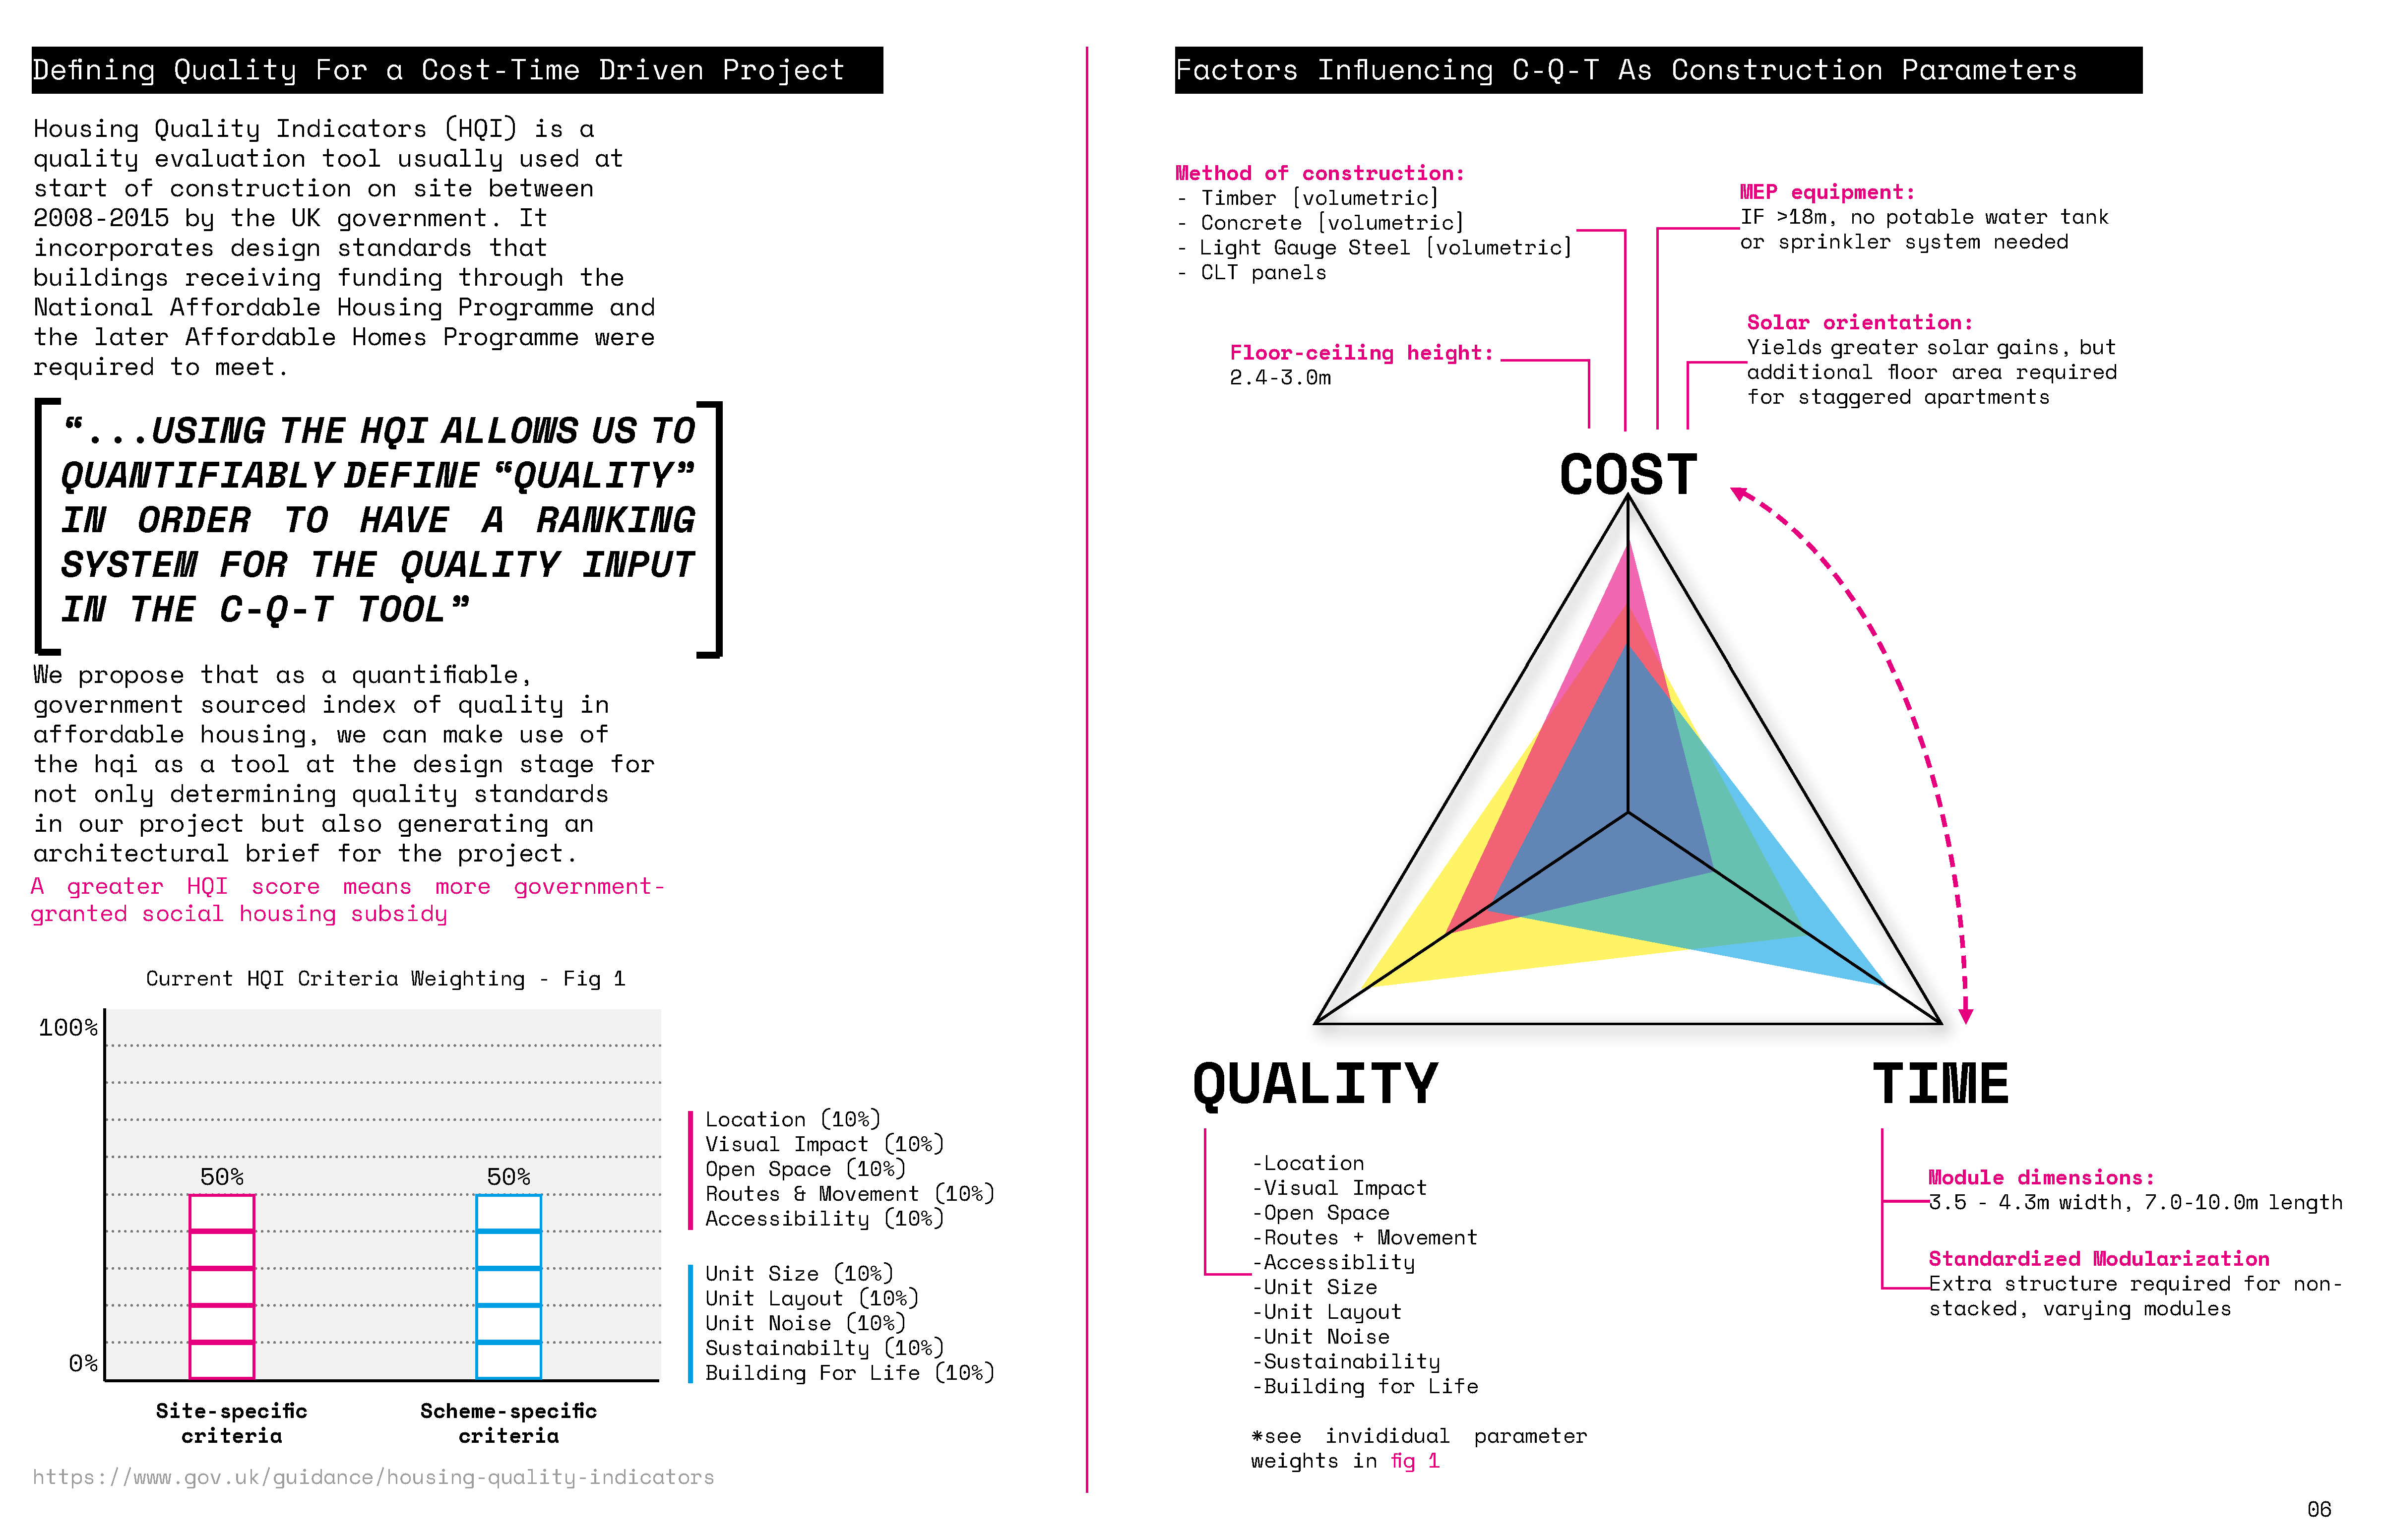 Defining Quality For a Cost-Time Driven Project
Housing Quality Indicators (HQI) is a
quality evaluation tool usually used at
start of construction on site between
2008-2015 by the UK government. It
incorporates design standards that
buildings receiving funding through the
National Affordable Housing Programme and
the later Affordable Homes Programme were
required to meet.
“...USING THE HQI ALLOWS US TO
QUANTIFIABLY DEFINE “QUALITY”
IN ORDER TO HAVE A RANKING
SYSTEM FOR THE QUALITY INPUT
IN THE C-Q-T TOOL”
We propose that as a quantifiable,
government sourced index of quality in
affordable housing, we can make use of
the hqi as a tool at the design stage for
not only determining quality standards
in our project but also generating an
architectural brief for the project.
A greater HQI score means more government-
granted social housing subsidy
Current HQI Criteria Weighting - Fig 1
100%
50%
50%
0%
Site-specific
criteria
Scheme-specific
criteria
Location (10%)
Visual Impact (10%)
Open Space (10%)
Routes & Movement (10%)
Accessibility (10%)
Unit Size (10%)
Unit Layout (10%)
Unit Noise (10%)
Sustainabilty (10%)
Building For Life (10%)
https://www.gov.uk/guidance/housing-quality-indicators
Factors Influencing C-Q-T As Construction Parameters
Method of construction:
- Timber [volumetric]
- Concrete [volumetric]
- Light Gauge Steel [volumetric]
- CLT panels
Floor-ceiling height:
2.4-3.0m
MEP equipment:
IF >18m, no potable water tank
or sprinkler system needed
Solar orientation:
Yields greater solar gains, but
additional floor area required
for staggered apartments
COST
QUALITY
TIME
-Location
-Visual Impact
-Open Space
-Routes + Movement
-Accessiblity
-Unit Size
-Unit Layout
-Unit Noise
-Sustainability
-Building for Life
*see invididual parameter
weights in fig 1
Module dimensions:
3.5 - 4.3m width, 7.0-10.0m length
Standardized Modularization
Extra structure required for non-
stacked, varying modules
06